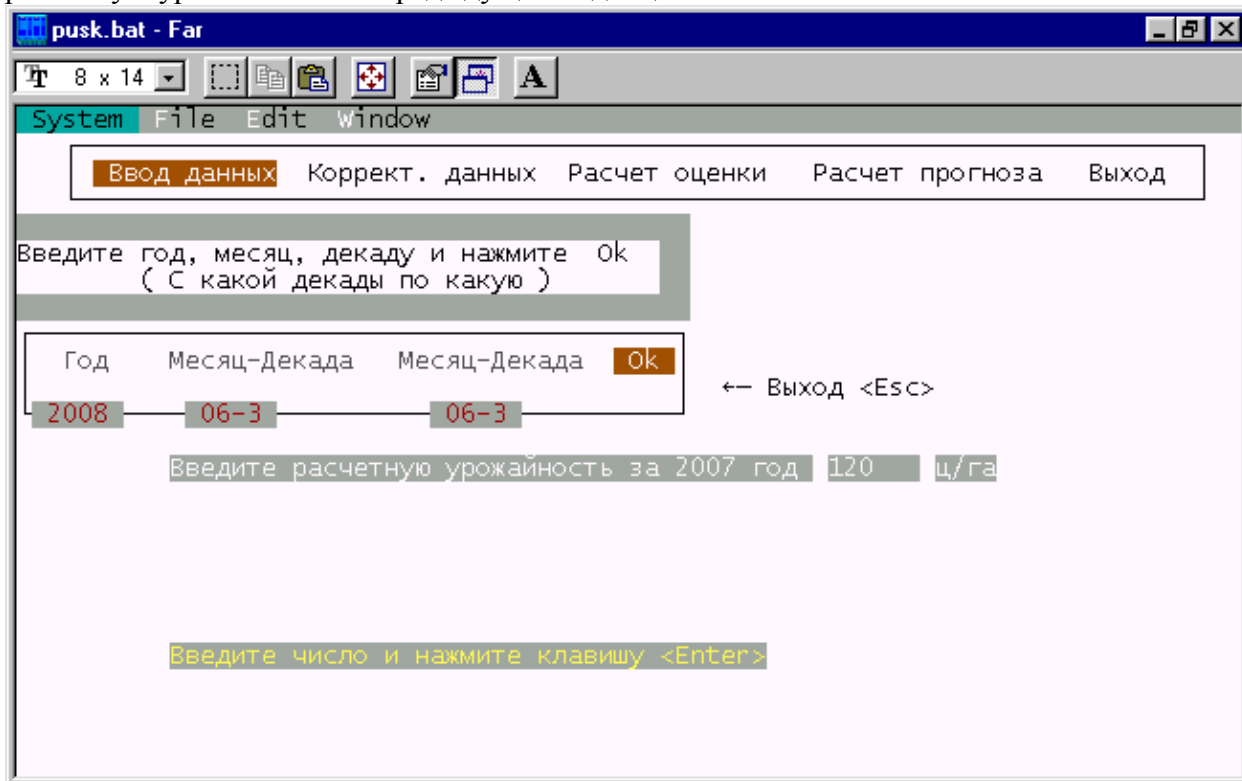 pusk.bat - Far
8 x 14
A
System File Edit Window
Ввод данных Коррект. данных Расчет оценки Расчет прогноза Выход
Введите год, месяц, декаду и нажмите Ok
( С какой декады по какую )
Год Месяц-Декада Месяц-Декада Ok
←— Выход <Esc>
2008 06-3 06-3
Введите расчетную урожайность за 2007 год 120 ц/га
Введите число и нажмите клавишу <Enter>